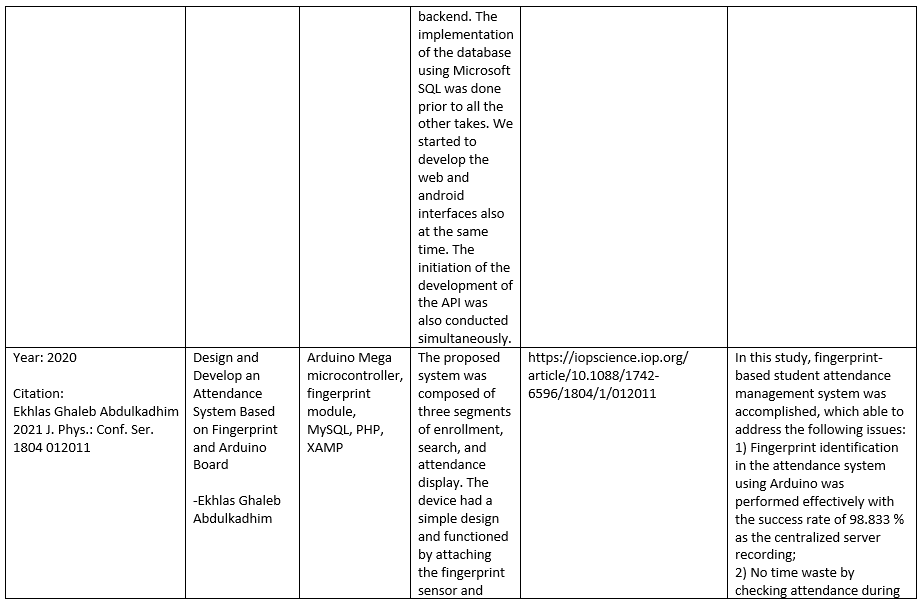 backend. The
implementation
of the database
using Microsoft
SQL was done
prior to all the
other takes. We
started to
develop the
web and
android
interfaces also
at the same
time. The
initiation of the
development of
the API was
also conducted
simultaneously.
Year: 2020
Citation:
Ekhlas Ghaleb Abdulkadhim
2021 J. Phys.: Conf. Ser.
1804 012011
Design and
Develop an
Attendance
System Based
on Fingerprint
and Arduino
Board
-Ekhlas Ghaleb
Abdulkadhim
Arduino Mega
microcontroller,
fingerprint
module,
MySQL, PHP,
XAMP
The proposed
system was
composed of
three segments
of enrollment,
search, and
attendance
display. The
device had a
simple design
and functioned
by attaching
the fingerprint
sensor and
https://iopscience.iop.org/
article/10.1088/1742-
6596/1804/1/012011
In this study, fingerprint-
based student attendance
management system was
accomplished, which able to
address the following issues:
1) Fingerprint identification
in the attendance system
using Arduino was
performed effectively with
the success rate of 98.833 %
as the centralized server
recording;
2) No time waste by
checking attendance during